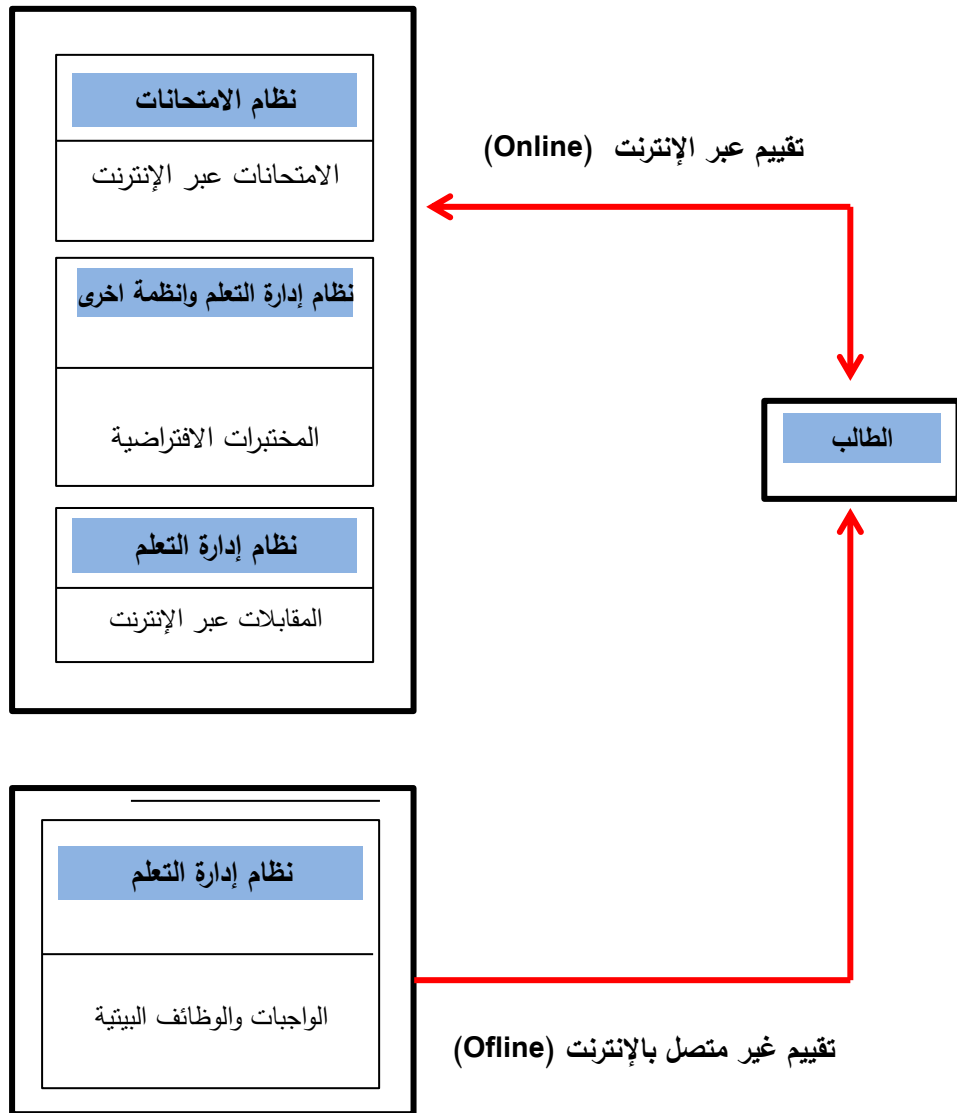 نظام الامتحانات
الامتحانات عبر الإنترنت
تقييم عبر الإنترنت (Online)
نظام إدارة التعلم وانظمة اخرى
المختبرات الافتراضية
الطالب
نظام إدارة التعلم
المقابلات عبر الإنترنت
نظام إدارة التعلم
الواجبات والوظائف البيتية
تقييم غير متصل بالإنترنت (Ofline)